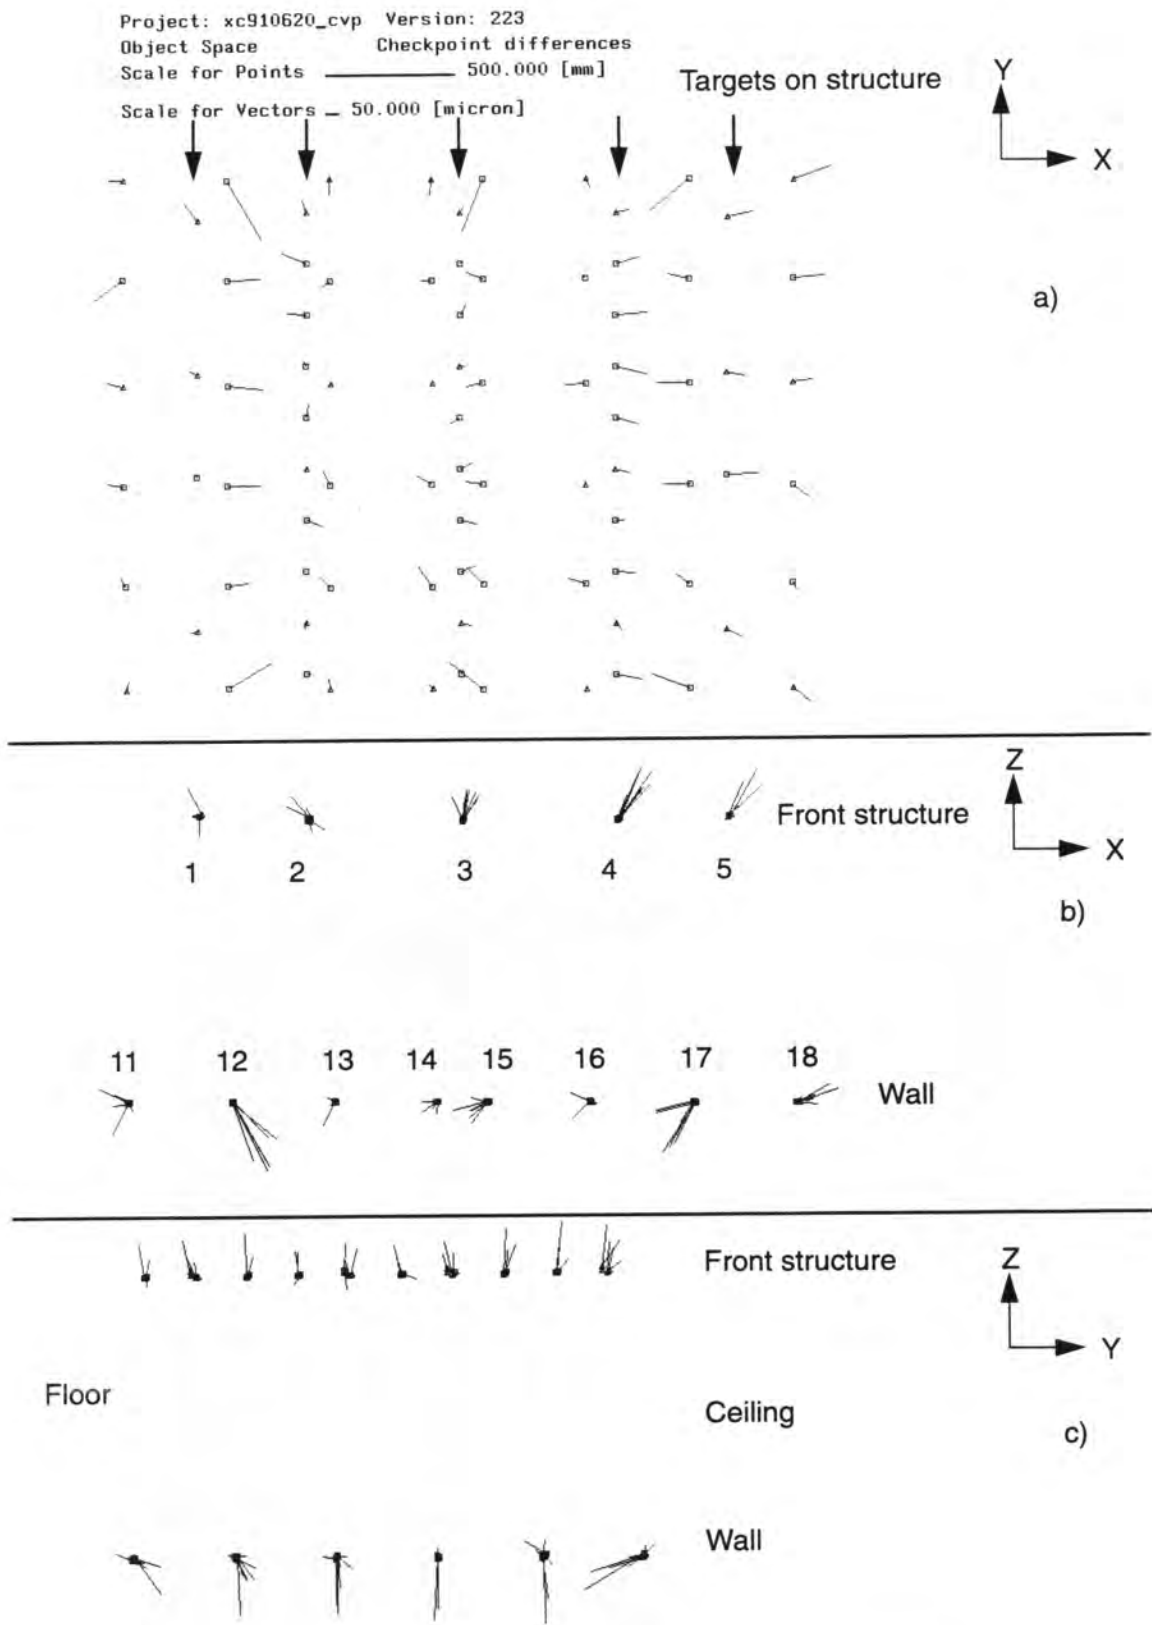 Project: xc910620_cvp Version: 223
Object Space Checkpoint differences
Scale for Points 500.000 [mm]
Scale for Vectors 50.000 [micron]
Targets on structure
Y
X
a)
Z
X
Front structure
1 2 3 4 5
b)
11 12 13 14 15 16 17 18
Wall
Front structure
Z
Y
Floor
Ceiling
c)
Wall